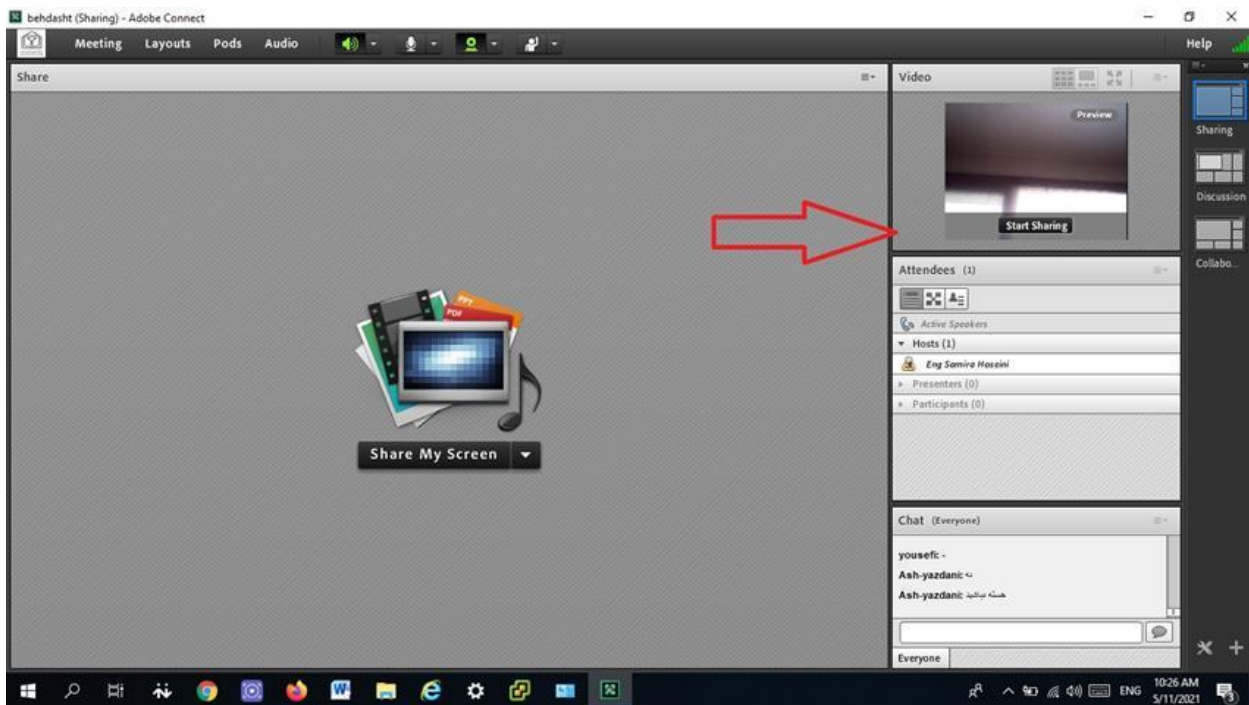 behdasht (Sharing) - Adobe Connect
Meeting Layouts Pods Audio Help
Share
Video
Preview
Start Sharing
Sharing
Discussion
Collabo...
Attendees (1)
Active Speakers
Hosts (1)
Eng Samira Hoseini
Presenters (0)
Participants (0)
PPT
PDF
Share My Screen
Chat (Everyone)
yousefi: -
Ash-yazdani: نه
Ash-yazdani: خسته نباشید
Everyone
ENG
10:26 AM
5/11/2021